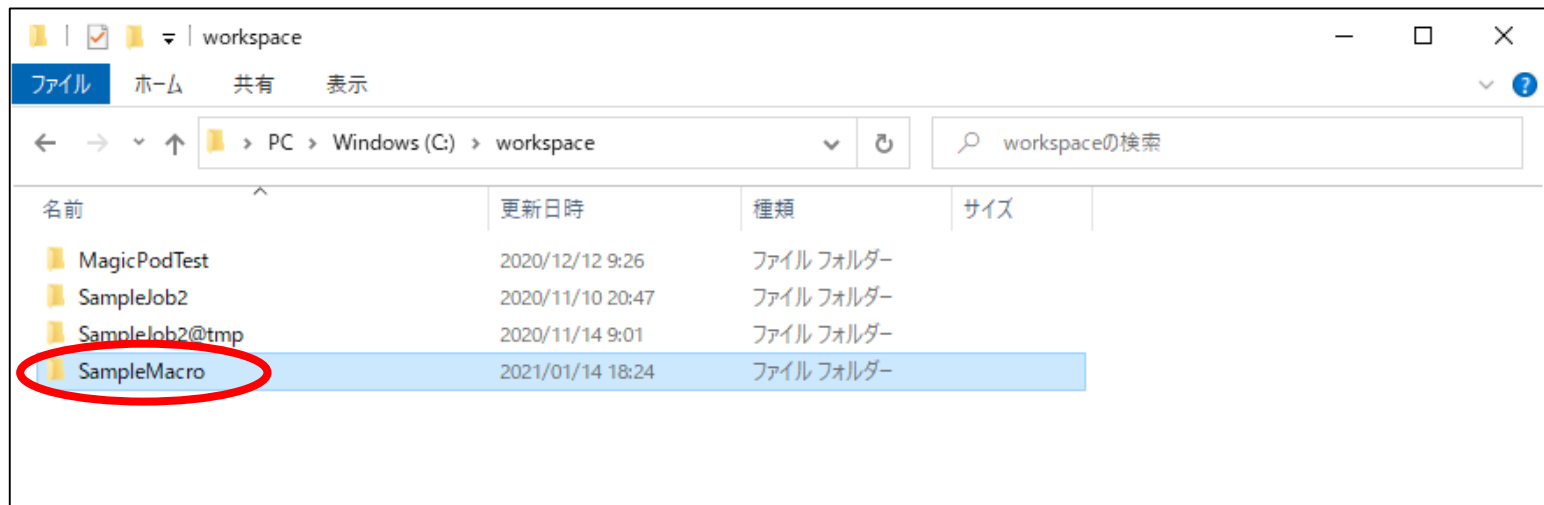 workspace
ファイル ホーム 共有 表示
PC > Windows (C:) > workspace workspaceの検索
名前 更新日時 種類 サイズ
MagicPodTest 2020/12/12 9:26 ファイル フォルダー
SampleJob2 2020/11/10 20:47 ファイル フォルダー
SampleJob2@tmp 2020/11/14 9:01 ファイル フォルダー
SampleMacro 2021/01/14 18:24 ファイル フォルダー